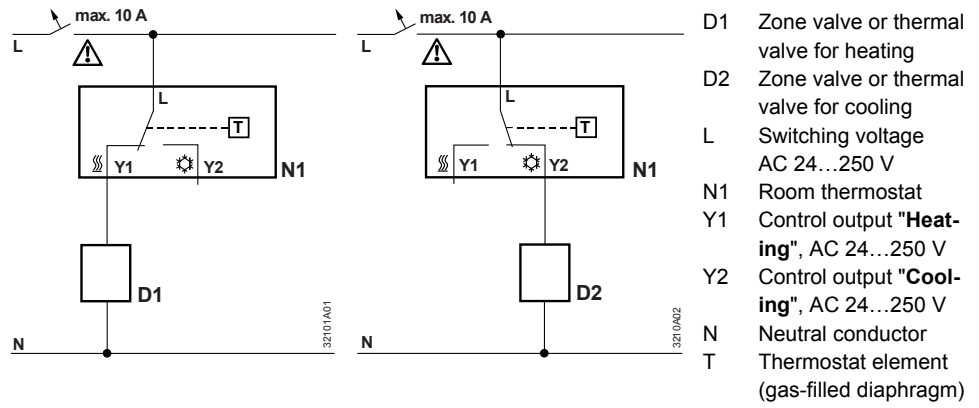 max. 10 A
L
L
T
Y1
Y2
N1
D1
N
32101A01
max. 10 A
L
L
T
Y1
Y2
N1
D2
N
3210A02
D1 Zone valve or thermal
valve for heating
D2 Zone valve or thermal
valve for cooling
L Switching voltage
AC 24…250 V
N1 Room thermostat
Y1 Control output "Heat-
ing", AC 24…250 V
Y2 Control output "Cool-
ing", AC 24…250 V
N Neutral conductor
T Thermostat element
(gas-filled diaphragm)